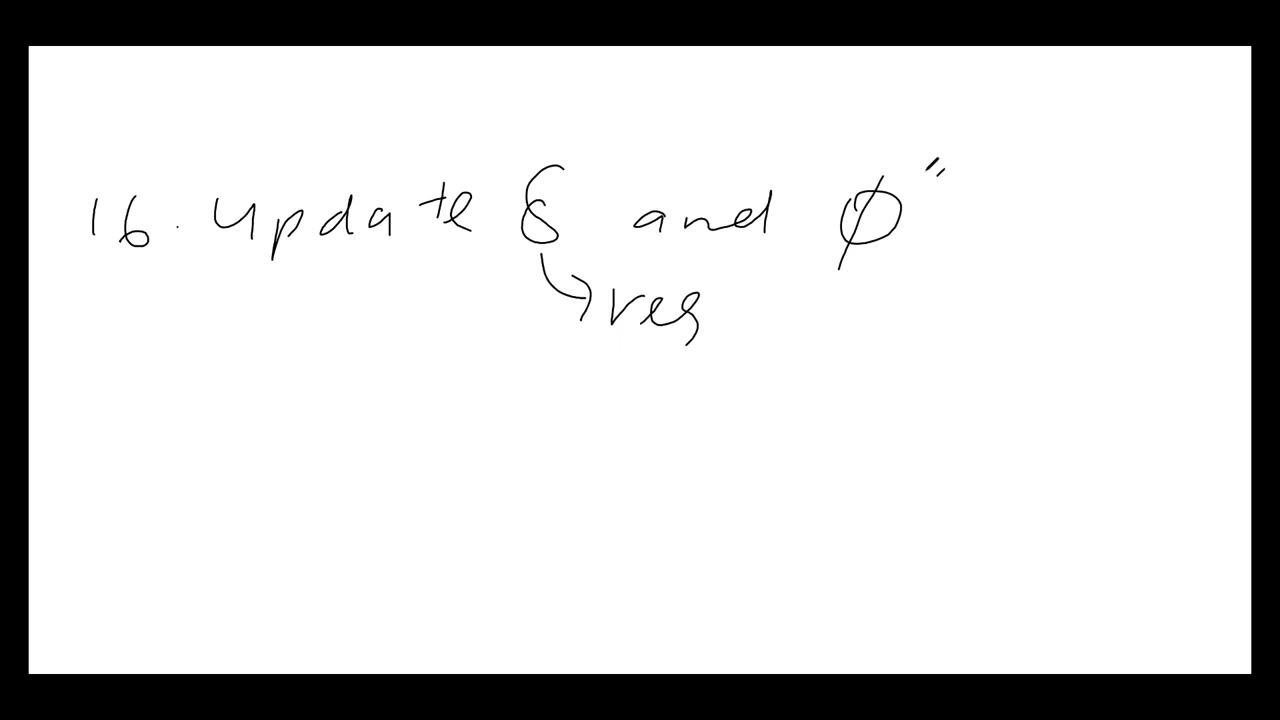 16. Update δ and ϕ"
res